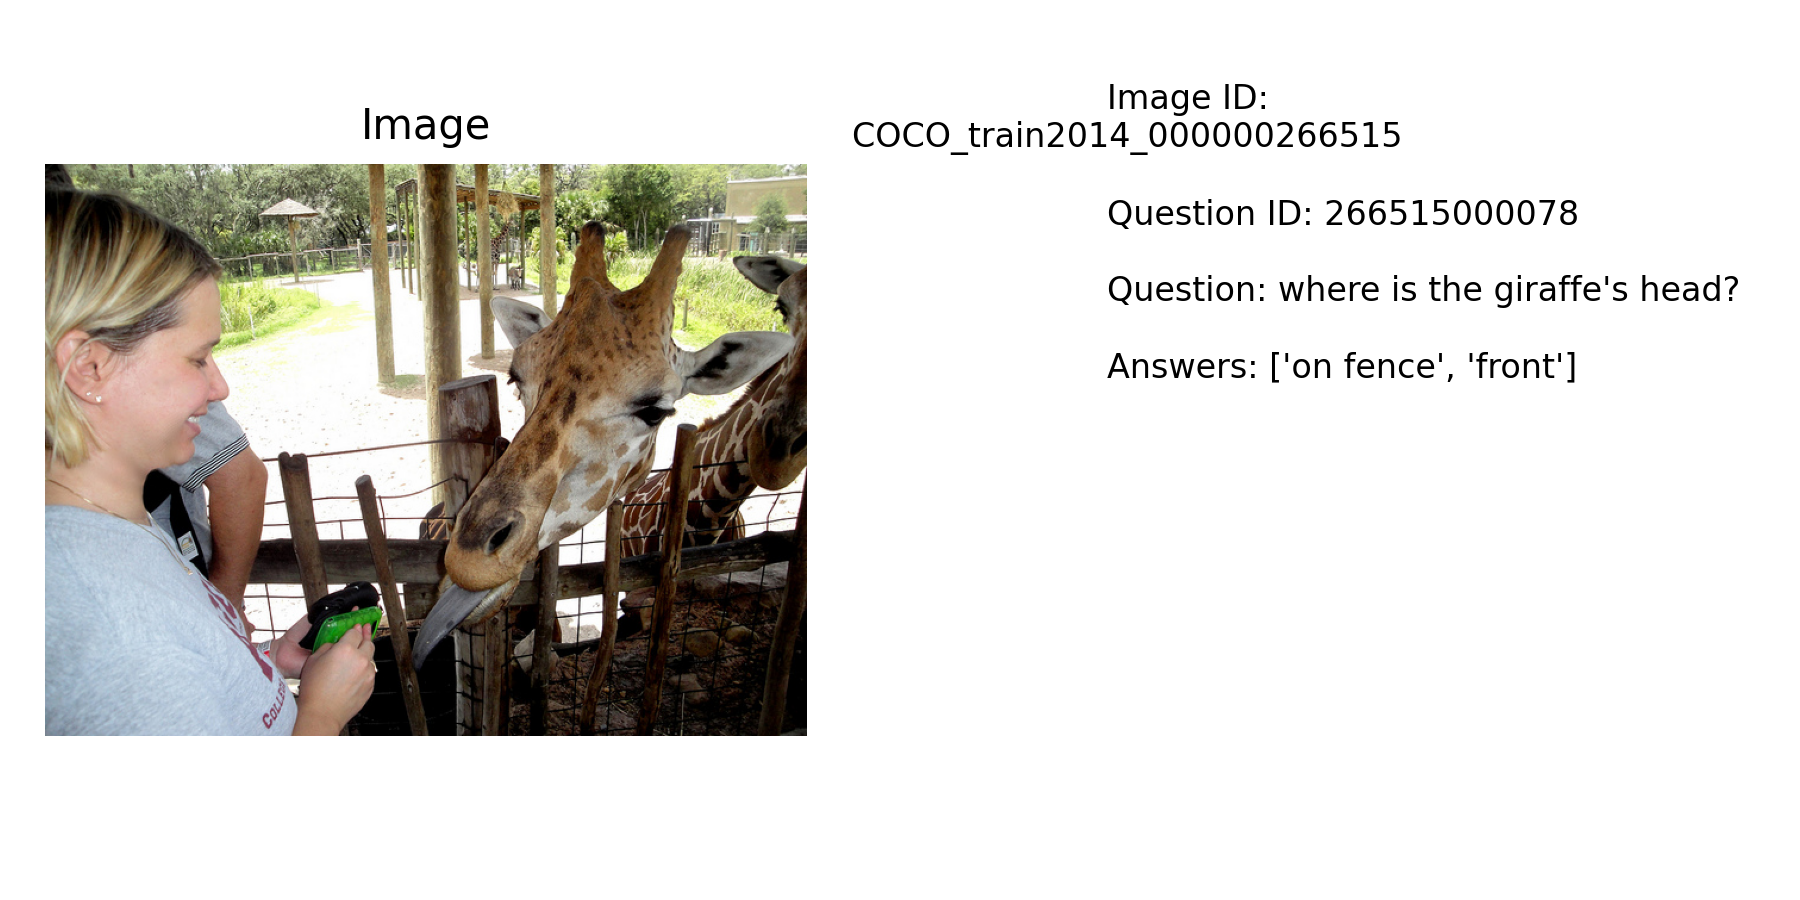 Image
Image ID:
COCO_train2014_000000266515
Question ID: 266515000078
Question: where is the giraffe's head?
Answers: ['on fence', 'front']